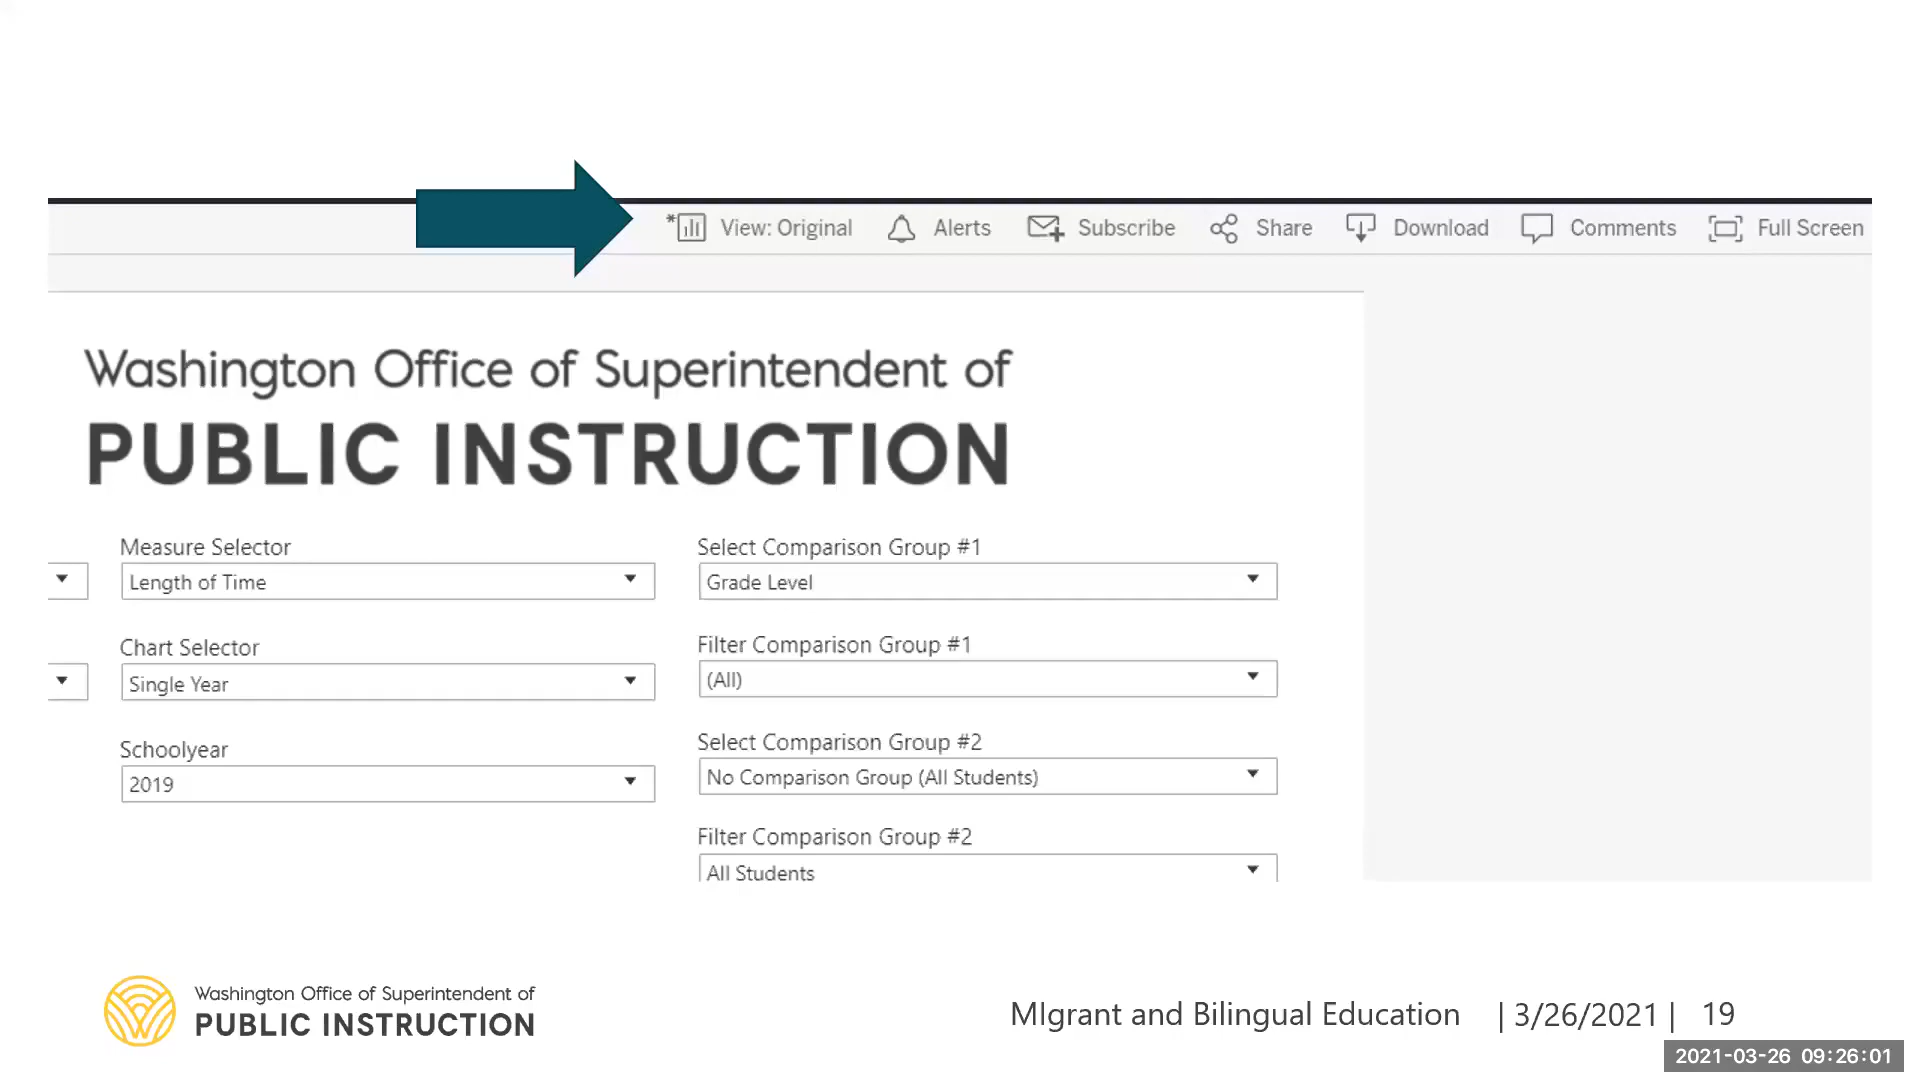 *
View: Original Alerts Subscribe Share Download Comments Full Screen
Washington Office of Superintendent of
PUBLIC INSTRUCTION
Measure Selector
Length of Time
Chart Selector
Single Year
Schoolyear
2019
Select Comparison Group #1
Grade Level
Filter Comparison Group #1
(All)
Select Comparison Group #2
No Comparison Group (All Students)
Filter Comparison Group #2
All Students
Washington Office of Superintendent of
PUBLIC INSTRUCTION
MIgrant and Bilingual Education | 3/26/2021 | 19
2021-03-26 09:26:01